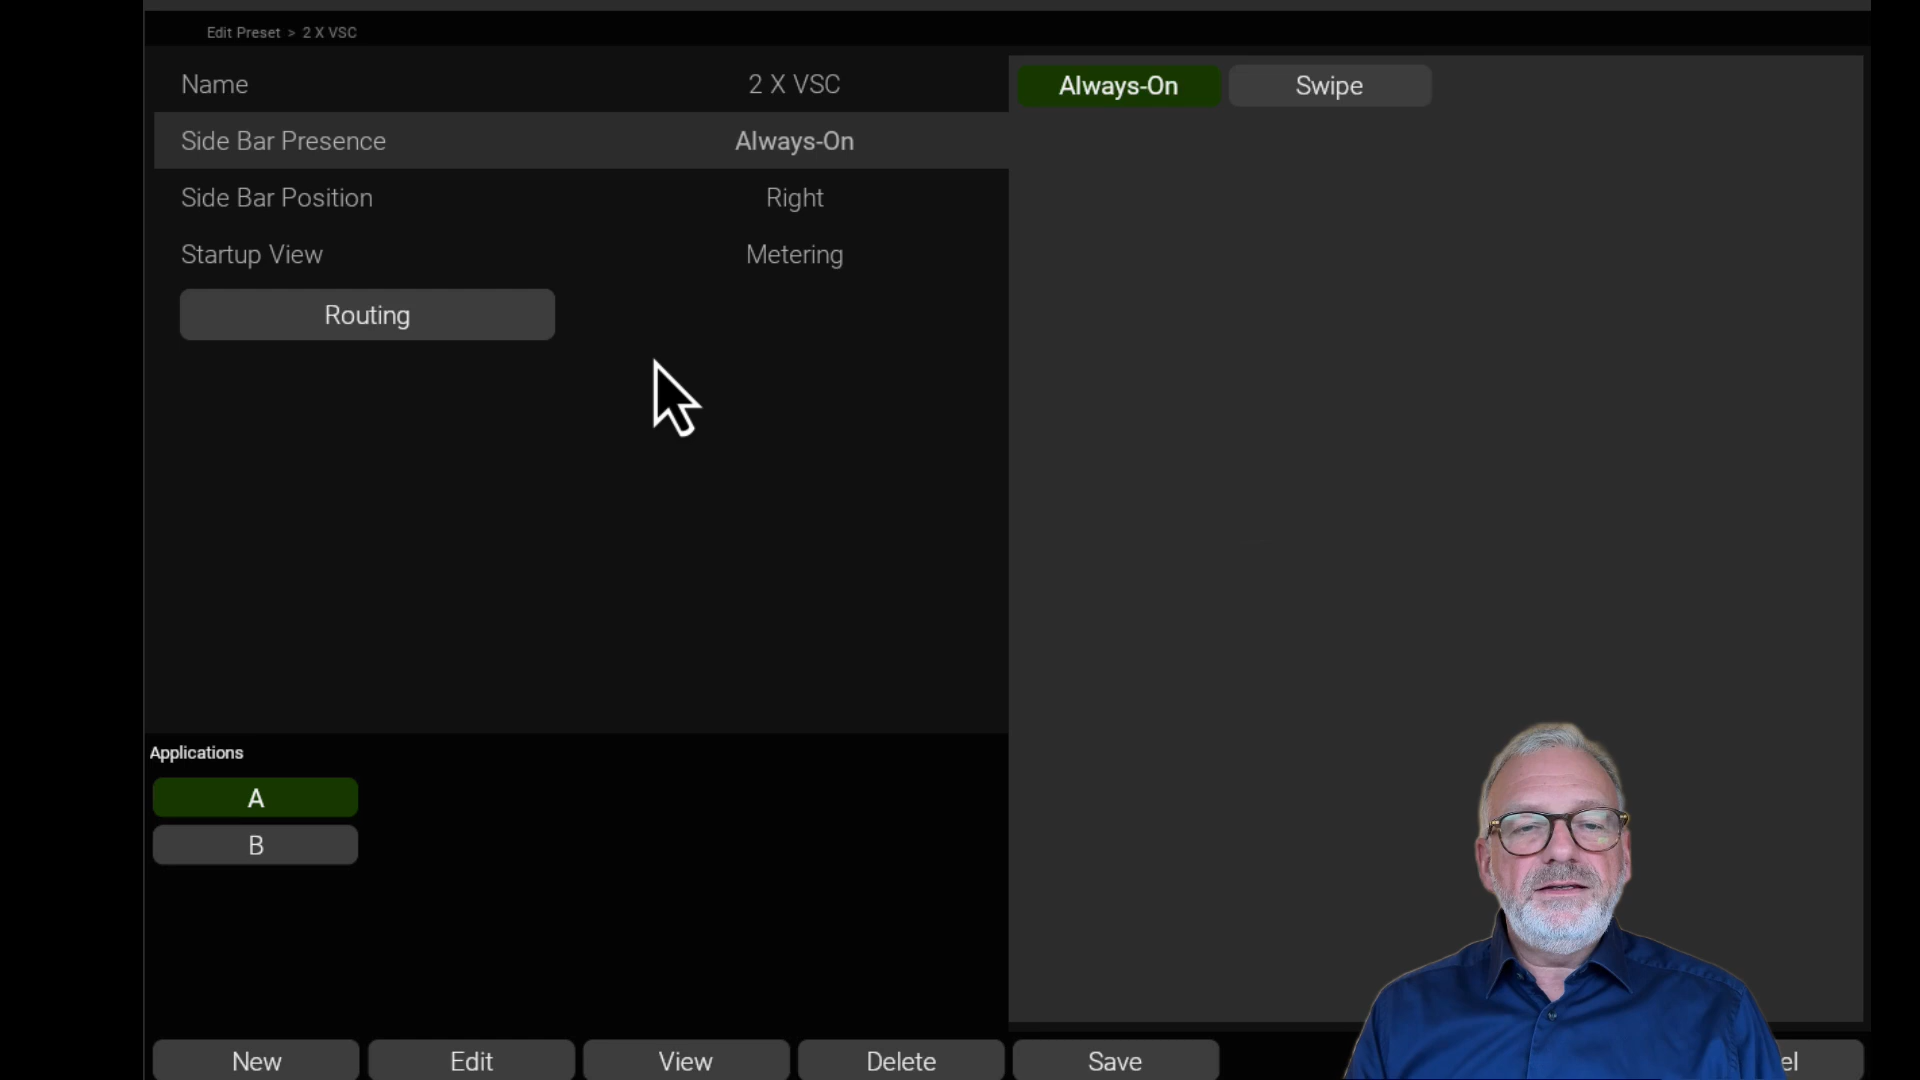 Edit Preset > 2 X VSC
Name 2 X VSC
Always-On Swipe
Side Bar Presence Always-On
Side Bar Position Right
Startup View Metering
Routing
Applications
A
B
New Edit View Delete Save